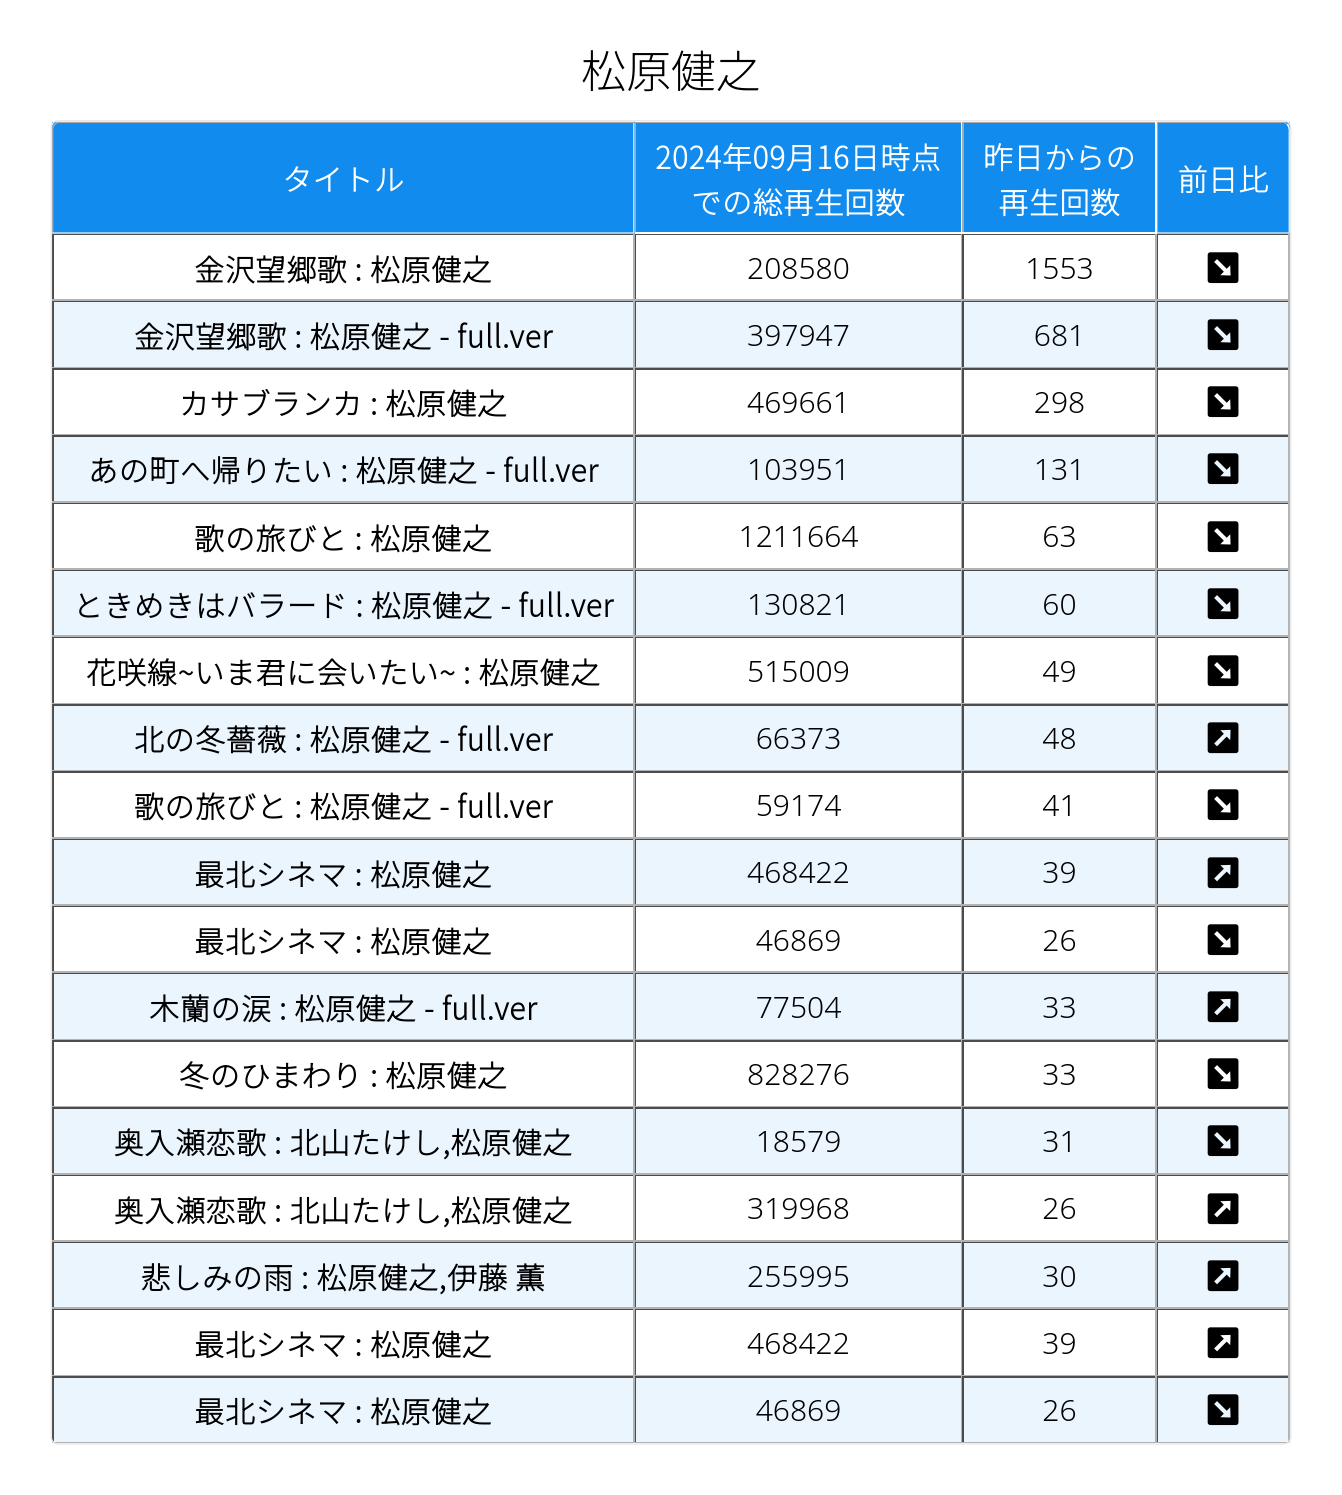 松原健之
タイトル 2024年09月16日時点での総再生回数 昨日からの再生回数 前日比
金沢望郷歌 : 松原健之 208580 1553
金沢望郷歌 : 松原健之 - full.ver 397947 681
カサブランカ : 松原健之 469661 298
あの町へ帰りたい : 松原健之 - full.ver 103951 131
歌の旅びと : 松原健之 1211664 63
ときめきはバラード : 松原健之 - full.ver 130821 60
花咲線~いま君に会いたい~ : 松原健之 515009 49
北の冬薔薇 : 松原健之 - full.ver 66373 48
歌の旅びと : 松原健之 - full.ver 59174 41
最北シネマ : 松原健之 468422 39
最北シネマ : 松原健之 46869 26
木蘭の涙 : 松原健之 - full.ver 77504 33
冬のひまわり : 松原健之 828276 33
奥入瀬恋歌 : 北山たけし,松原健之 18579 31
奥入瀬恋歌 : 北山たけし,松原健之 319968 26
悲しみの雨 : 松原健之,伊藤 薫 255995 30
最北シネマ : 松原健之 468422 39
最北シネマ : 松原健之 46869 26